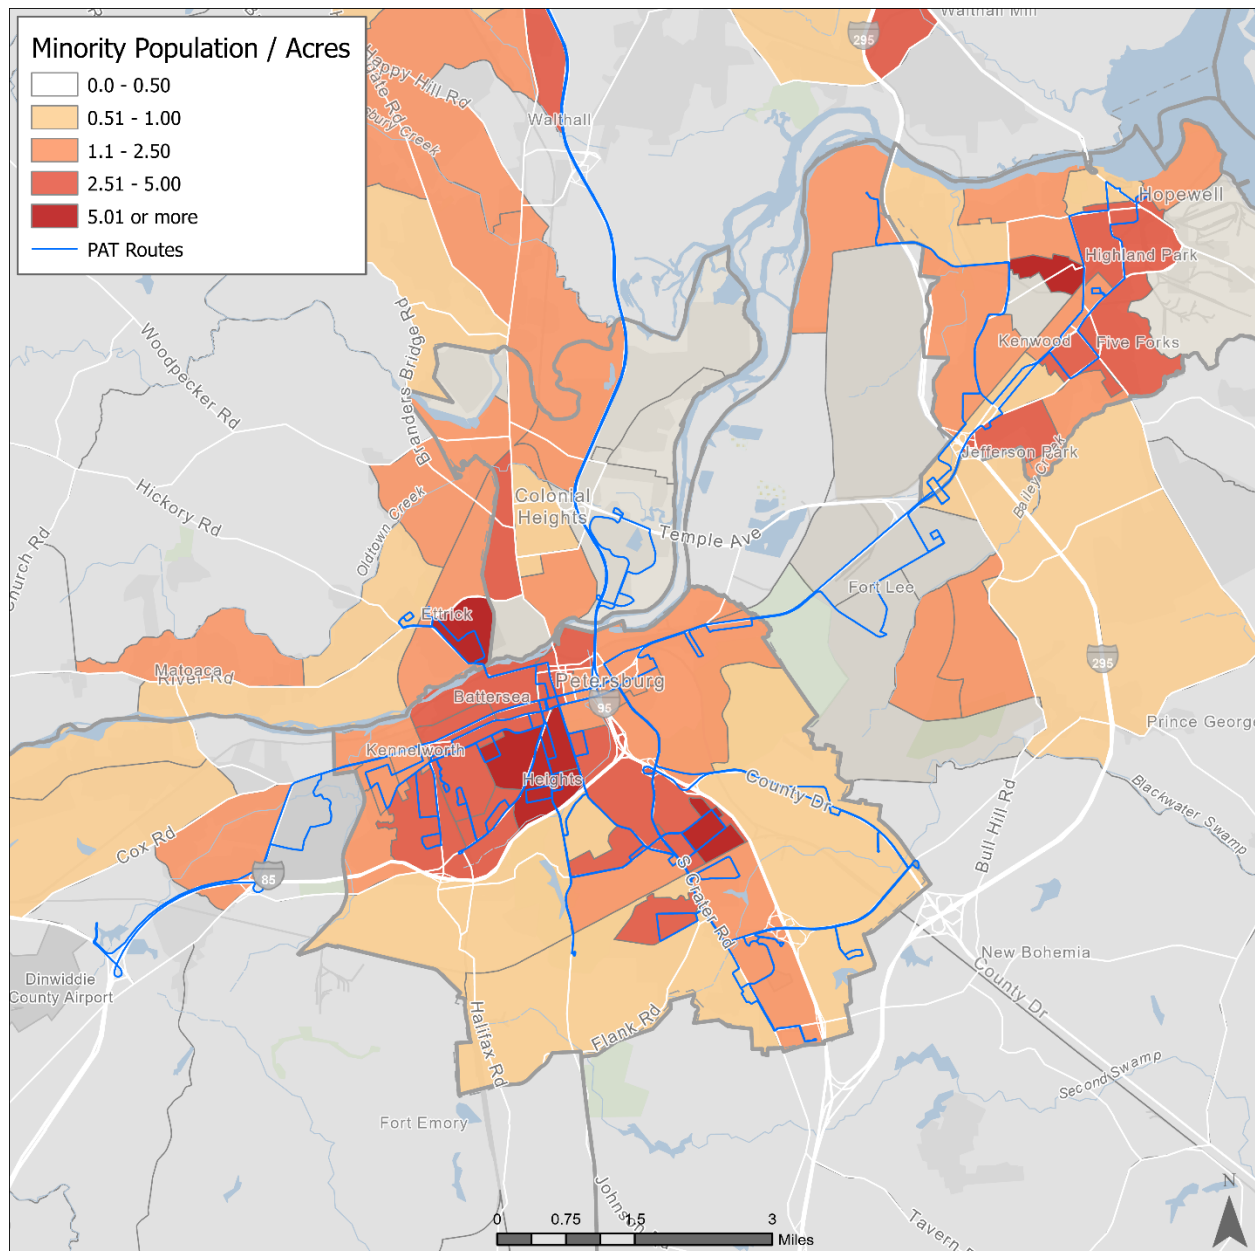 Minority Population / Acres
0.0 - 0.50
0.51 - 1.00
1.1 - 2.50
2.51 - 5.00
5.01 or more
PAT Routes
Happy Hill Rd
Walthall
295
Walthall Mill
Hopewell
Highland Park
Kenwood
Five Forks
Branders Bridge Rd
Woodpecker Rd
Hickory Rd
Church Rd
Oldtown Creek
Colonial
Heights
Temple Ave
Jefferson Park
Bailey Creek
Fort Lee
Ettrick
Matoaca
River Rd
Battersea
Petersburg
95
295
Prince George
Kennelworth
Heights
County Dr
Bull Hill Rd
Blackwater Swamp
Cox Rd
85
S Crater Rd
Dinwiddie
County Airport
New Bohemia
County Dr
Halifax Rd
Flank Rd
Second Swamp
Fort Emory
Johnson Rd
Tavern
N
0 0.75 1.5 3
Miles